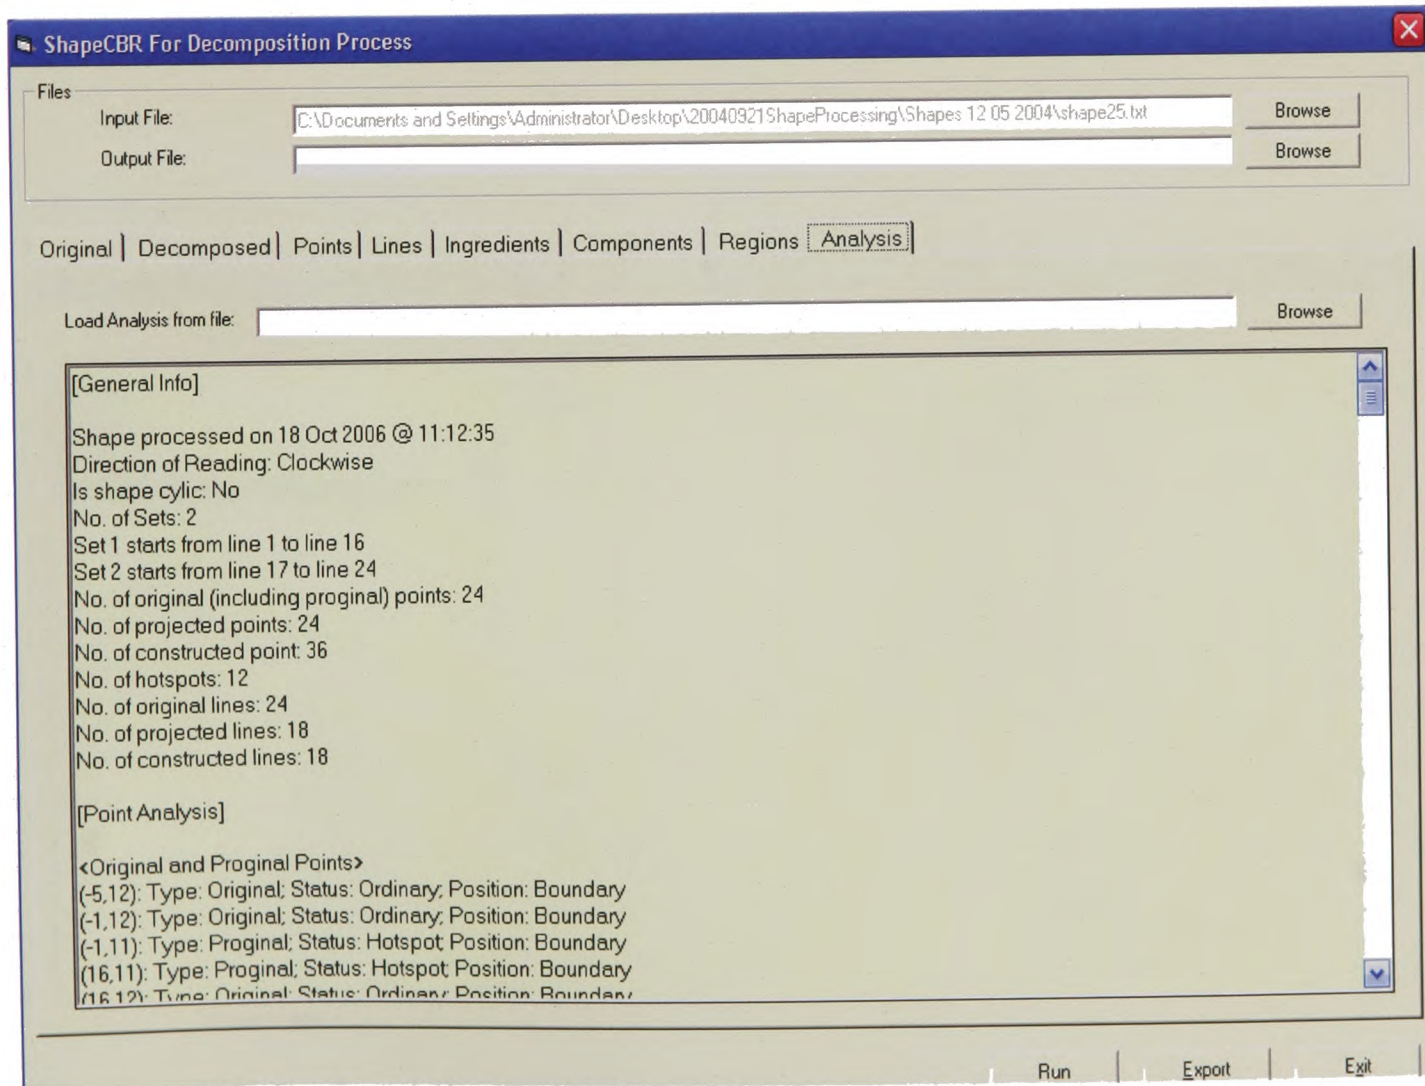 ShapeCBR For Decomposition Process
Files
Input File: C:\Documents and Settings\Administrator\Desktop\20040921ShapeProcessing\Shapes 12 05 2004\shape25.txt Browse
Output File: Browse
Original Decomposed Points Lines Ingredients Components Regions Analysis
Load Analysis from file: Browse
[General Info]
Shape processed on 18 Oct 2006 @ 11:12:35
Direction of Reading: Clockwise
Is shape cylic: No
No. of Sets: 2
Set 1 starts from line 1 to line 16
Set 2 starts from line 17 to line 24
No. of original (including proginal) points: 24
No. of projected points: 24
No. of constructed point: 36
No. of hotspots: 12
No. of original lines: 24
No. of projected lines: 18
No. of constructed lines: 18
[Point Analysis]
<Original and Proginal Points>
(-5,12): Type: Original; Status: Ordinary; Position: Boundary
(-1,12): Type: Original; Status: Ordinary; Position: Boundary
(-1,11): Type: Proginal; Status: Hotspot; Position: Boundary
(16,11): Type: Proginal; Status: Hotspot; Position: Boundary
(16,12): Type: Original; Status: Ordinary; Position: Boundary
Run Export Exit